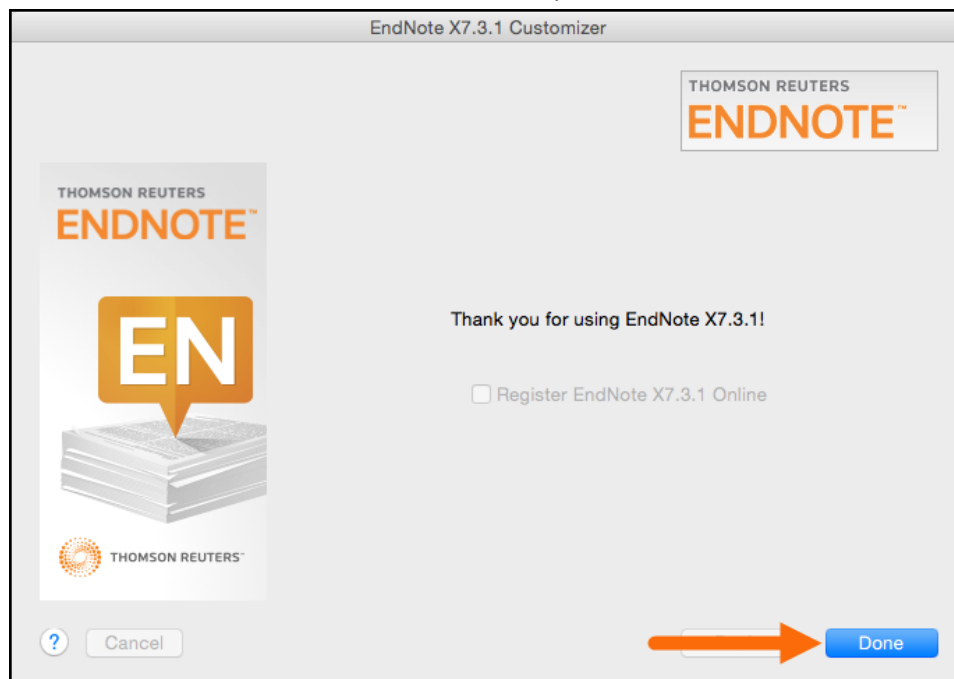 EndNote X7.3.1 Customizer
THOMSON REUTERS
ENDNOTE™
THOMSON REUTERS
ENDNOTE™
EN
Thank you for using EndNote X7.3.1!
Register EndNote X7.3.1 Online
THOMSON REUTERS™
?
Cancel
Done